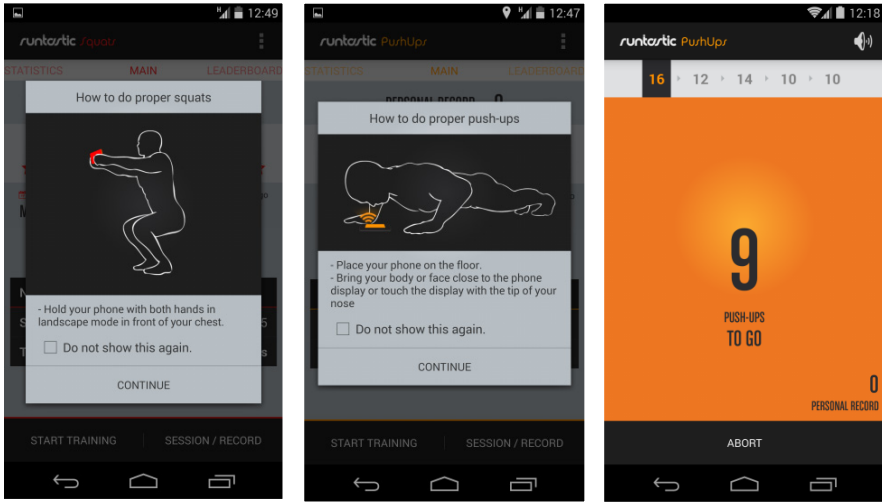 12:49
runtastic Squats
STATISTICS MAIN LEADERBOARD
How to do proper squats
- Hold your phone with both hands in
landscape mode in front of your chest.
Do not show this again.
CONTINUE
START TRAINING SESSION / RECORD
12:47
runtastic PushUps
STATISTICS MAIN LEADERBOARD
PERSONAL RECORD 0
How to do proper push-ups
- Place your phone on the floor.
- Bring your body or face close to the phone
display or touch the display with the tip of your
nose
Do not show this again.
CONTINUE
START TRAINING SESSION / RECORD
12:18
runtastic PushUps
16 12 14 10 10
9
PUSH-UPS
TO GO
0
PERSONAL RECORD
ABORT